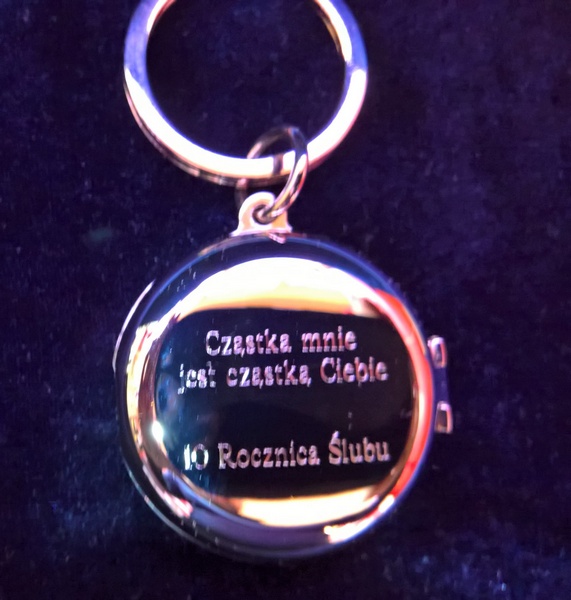 Cząstka mnie
jest cząstką Ciebie
10 Rocznica Ślubu